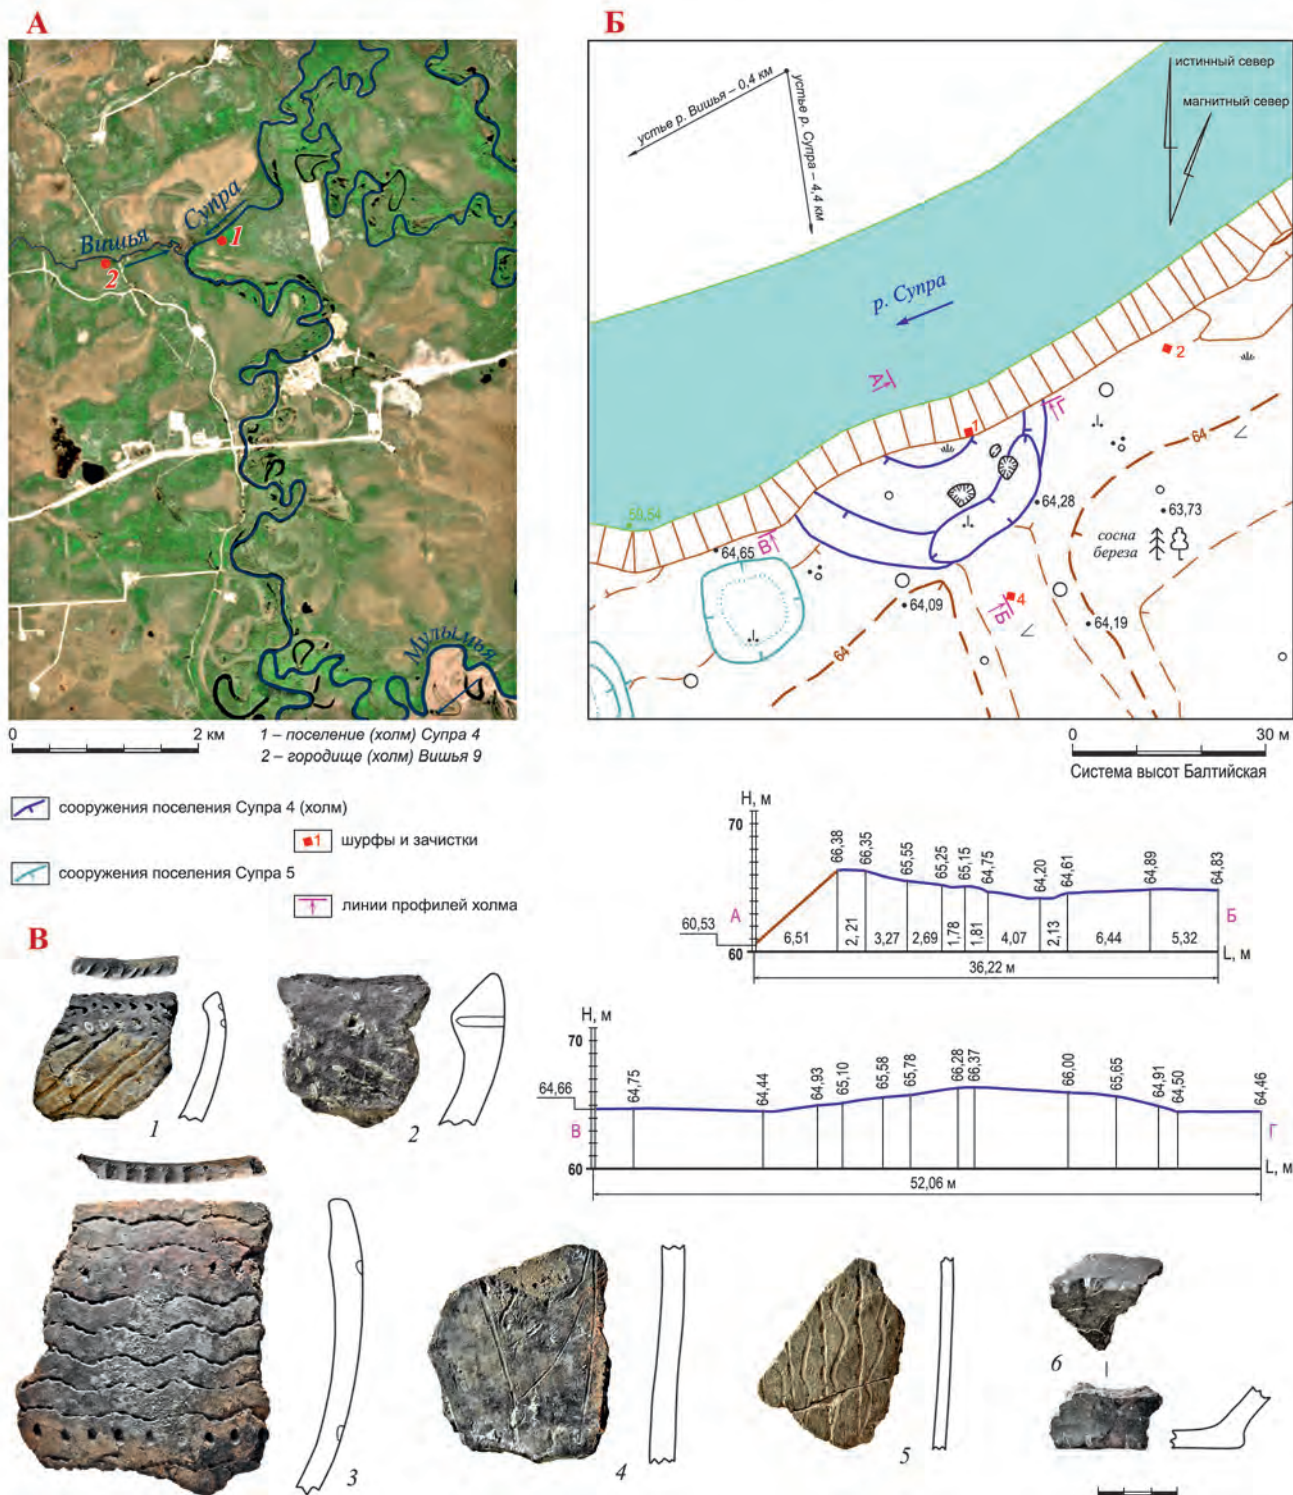 А
Вишья
Супра
1
2
Мулымья
0 2 км
1 – поселение (холм) Супра 4
2 – городище (холм) Вишья 9
Б
устье р. Вишья – 0,4 км
устье р. Супра – 4,4 км
истинный север
магнитный север
р. Супра
А
Г
1
2
64
64,28
63,73
сосна
береза
59,54
В
64,65
64,09
4
Б
64,19
64
0 30 м
Система высот Балтийская
сооружения поселения Супра 4 (холм)
1 шурфы и зачистки
сооружения поселения Супра 5
линии профилей холма
Н, м
70
66,38 66,35 65,55 65,25 65,15 64,75 64,20 64,61 64,89 64,83
А Б
60,53
6,51 2,21 3,27 2,69 1,78 1,81 4,07 2,13 6,44 5,32
60 L, м
36,22 м
Н, м
70
64,66
64,75 64,44 64,93 65,10 65,58 65,78 66,28 66,37 66,00 65,65 64,91 64,50 64,46
В Г
60 L, м
52,06 м
В
1
2
3
4
5
6